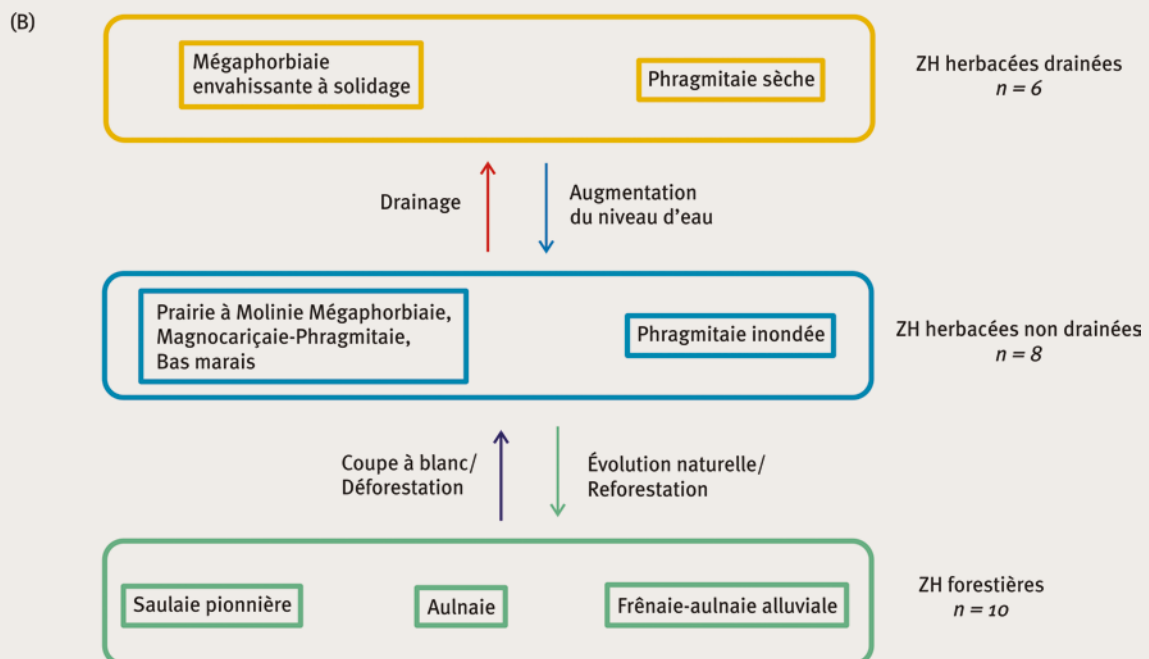 (B)
Mégaphorbiaie
envahissante à solidage
Phragmitaie sèche
ZH herbacées drainées
n = 6
Drainage
Augmentation
du niveau d'eau
Prairie à Molinie Mégaphorbiaie,
Magnocariçaie-Phragmitaie,
Bas marais
Phragmitaie inondée
ZH herbacées non drainées
n = 8
Coupe à blanc/
Déforestation
Évolution naturelle/
Reforestation
Saulaie pionnière
Aulnaie
Frênaie-aulnaie alluviale
ZH forestières
n = 10